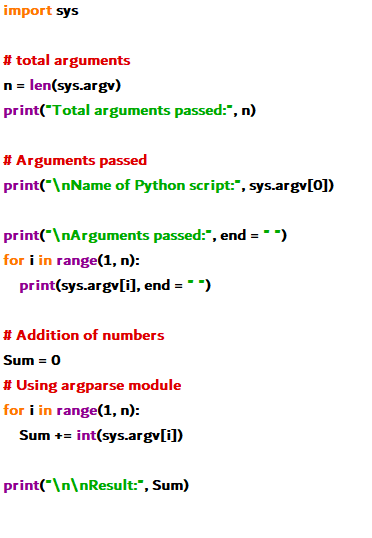 import sys
# total arguments
n = len(sys.argv)
print("Total arguments passed:", n)
# Arguments passed
print("\nName of Python script:", sys.argv[0])
print("\nArguments passed:", end = " ")
for i in range(1, n):
    print(sys.argv[i], end = " ")
# Addition of numbers
Sum = 0
# Using argparse module
for i in range(1, n):
    Sum += int(sys.argv[i])
print("\n\nResult:", Sum)